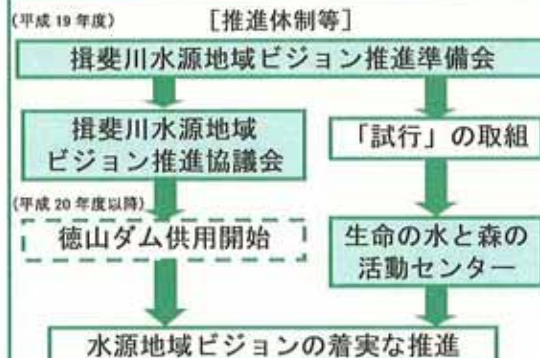 (平成19年度) [推進体制等]
揖斐川水源地域ビジョン推進準備会
揖斐川水源地域
ビジョン推進協議会
「試行」の取組
(平成20年度以降)
徳山ダム供用開始
生命の水と森の
活動センター
水源地域ビジョンの着実な推進